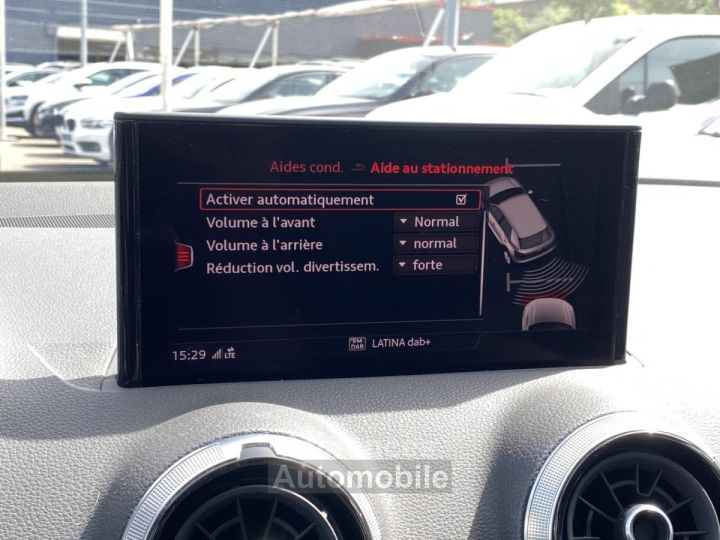 Aides cond. Aide au stationnement
Activer automatiquement
Volume à l'avant Normal
Volume à l'arrière normal
Réduction vol. divertissem. forte
FM DAB LATINA dab+
15:29 LTE
Automobile